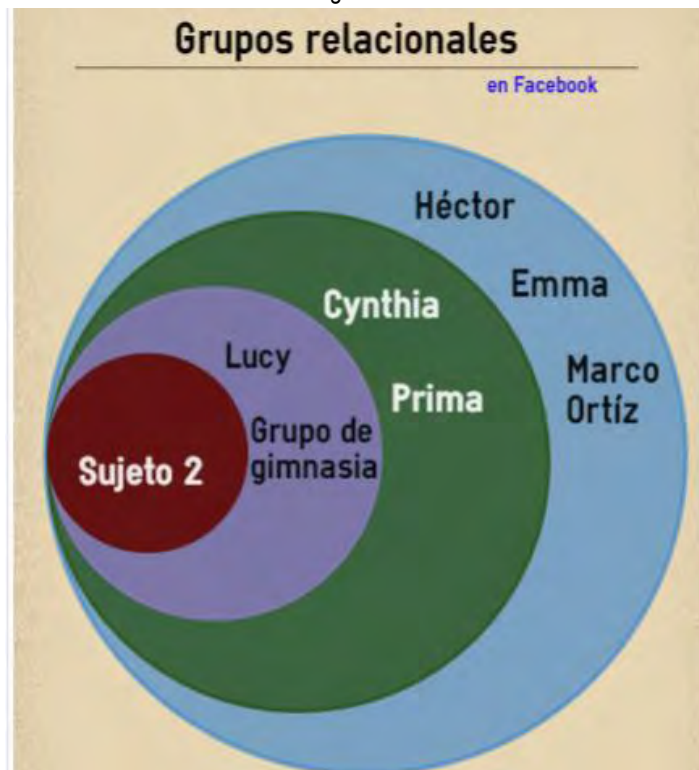 Grupos relacionales
en Facebook
Héctor
Emma
Cynthia
Lucy
Marco
Ortíz
Prima
Grupo de
gimnasia
Sujeto 2